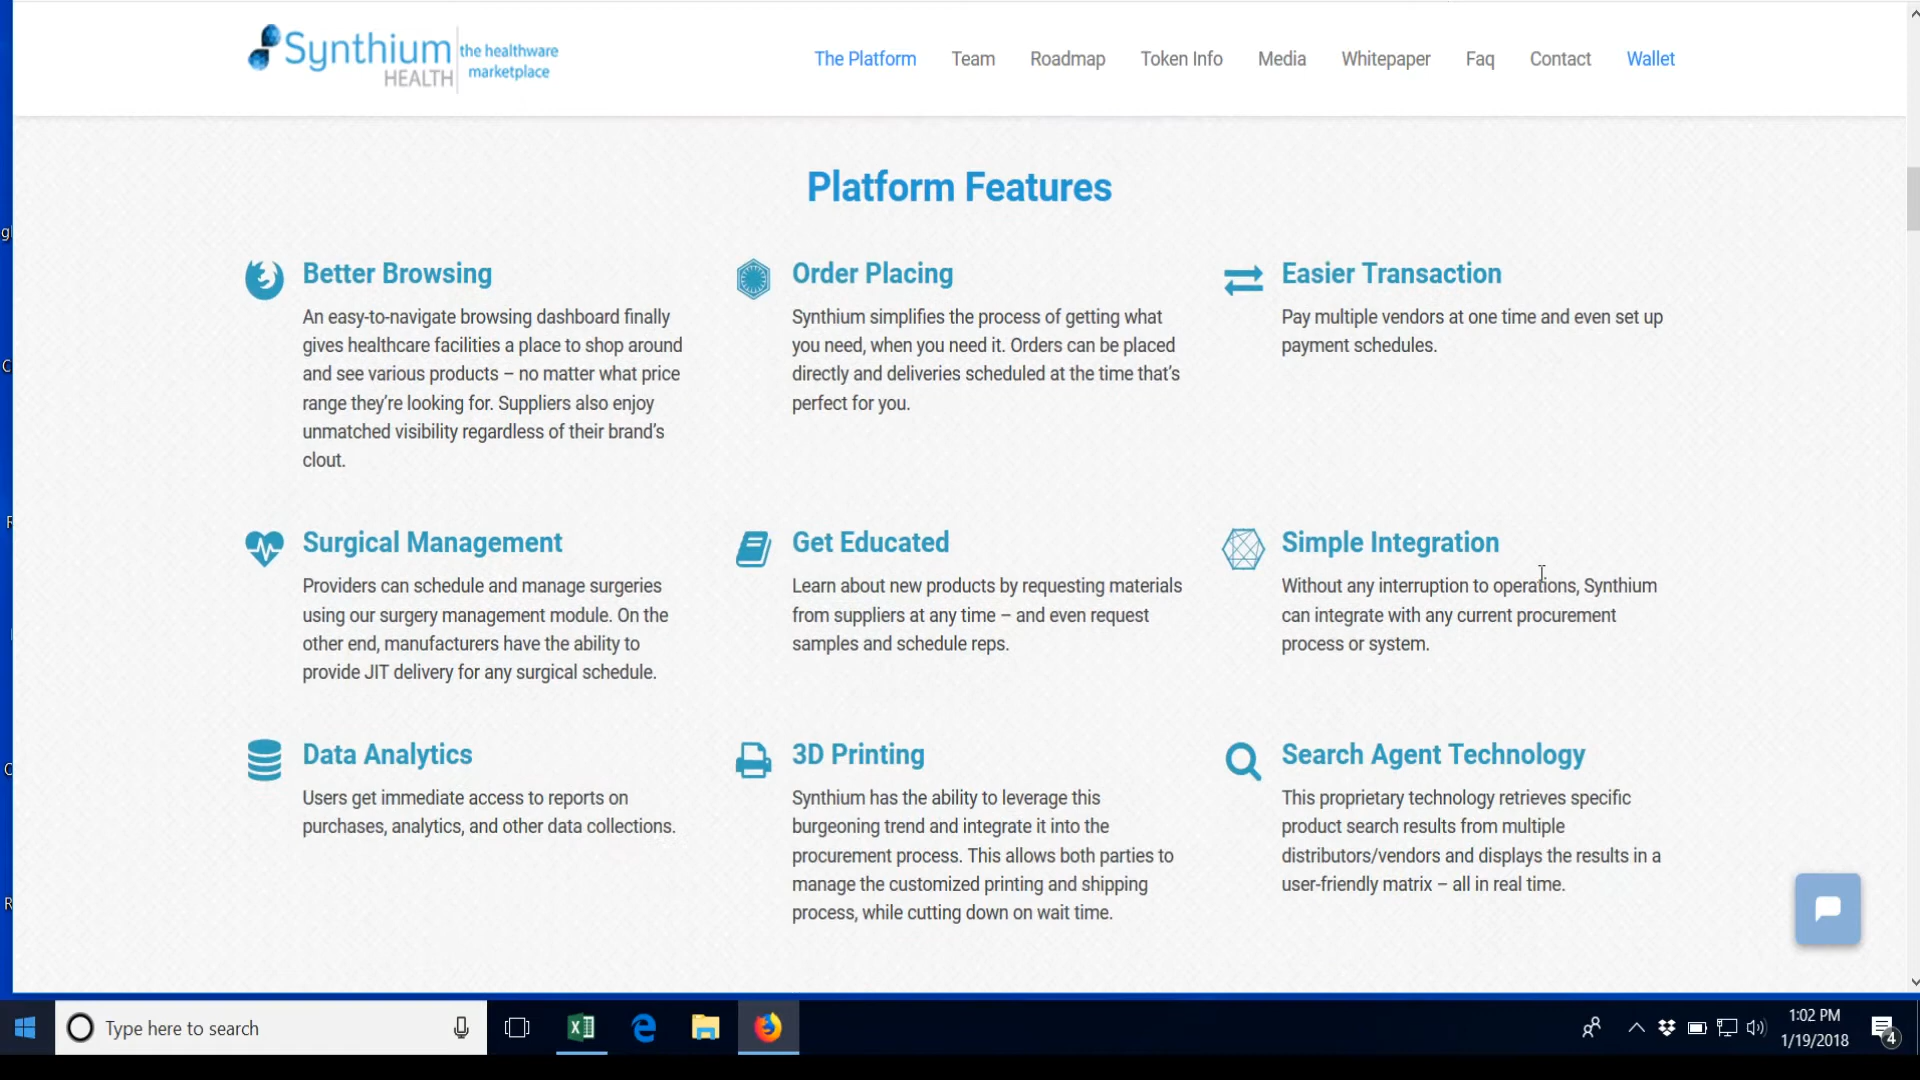 Synthium
HEALTH
the healthware
marketplace
The Platform Team Roadmap Token Info Media Whitepaper Faq Contact Wallet
Platform Features
Better Browsing
An easy-to-navigate browsing dashboard finally
gives healthcare facilities a place to shop around
and see various products – no matter what price
range they’re looking for. Suppliers also enjoy
unmatched visibility regardless of their brand’s
clout.
Order Placing
Synthium simplifies the process of getting what
you need, when you need it. Orders can be placed
directly and deliveries scheduled at the time that’s
perfect for you.
Easier Transaction
Pay multiple vendors at one time and even set up
payment schedules.
Surgical Management
Providers can schedule and manage surgeries
using our surgery management module. On the
other end, manufacturers have the ability to
provide JIT delivery for any surgical schedule.
Get Educated
Learn about new products by requesting materials
from suppliers at any time – and even request
samples and schedule reps.
Simple Integration
Without any interruption to operations, Synthium
can integrate with any current procurement
process or system.
Data Analytics
Users get immediate access to reports on
purchases, analytics, and other data collections.
3D Printing
Synthium has the ability to leverage this
burgeoning trend and integrate it into the
procurement process. This allows both parties to
manage the customized printing and shipping
process, while cutting down on wait time.
Search Agent Technology
This proprietary technology retrieves specific
product search results from multiple
distributors/vendors and displays the results in a
user-friendly matrix – all in real time.
Type here to search
1:02 PM
1/19/2018
4